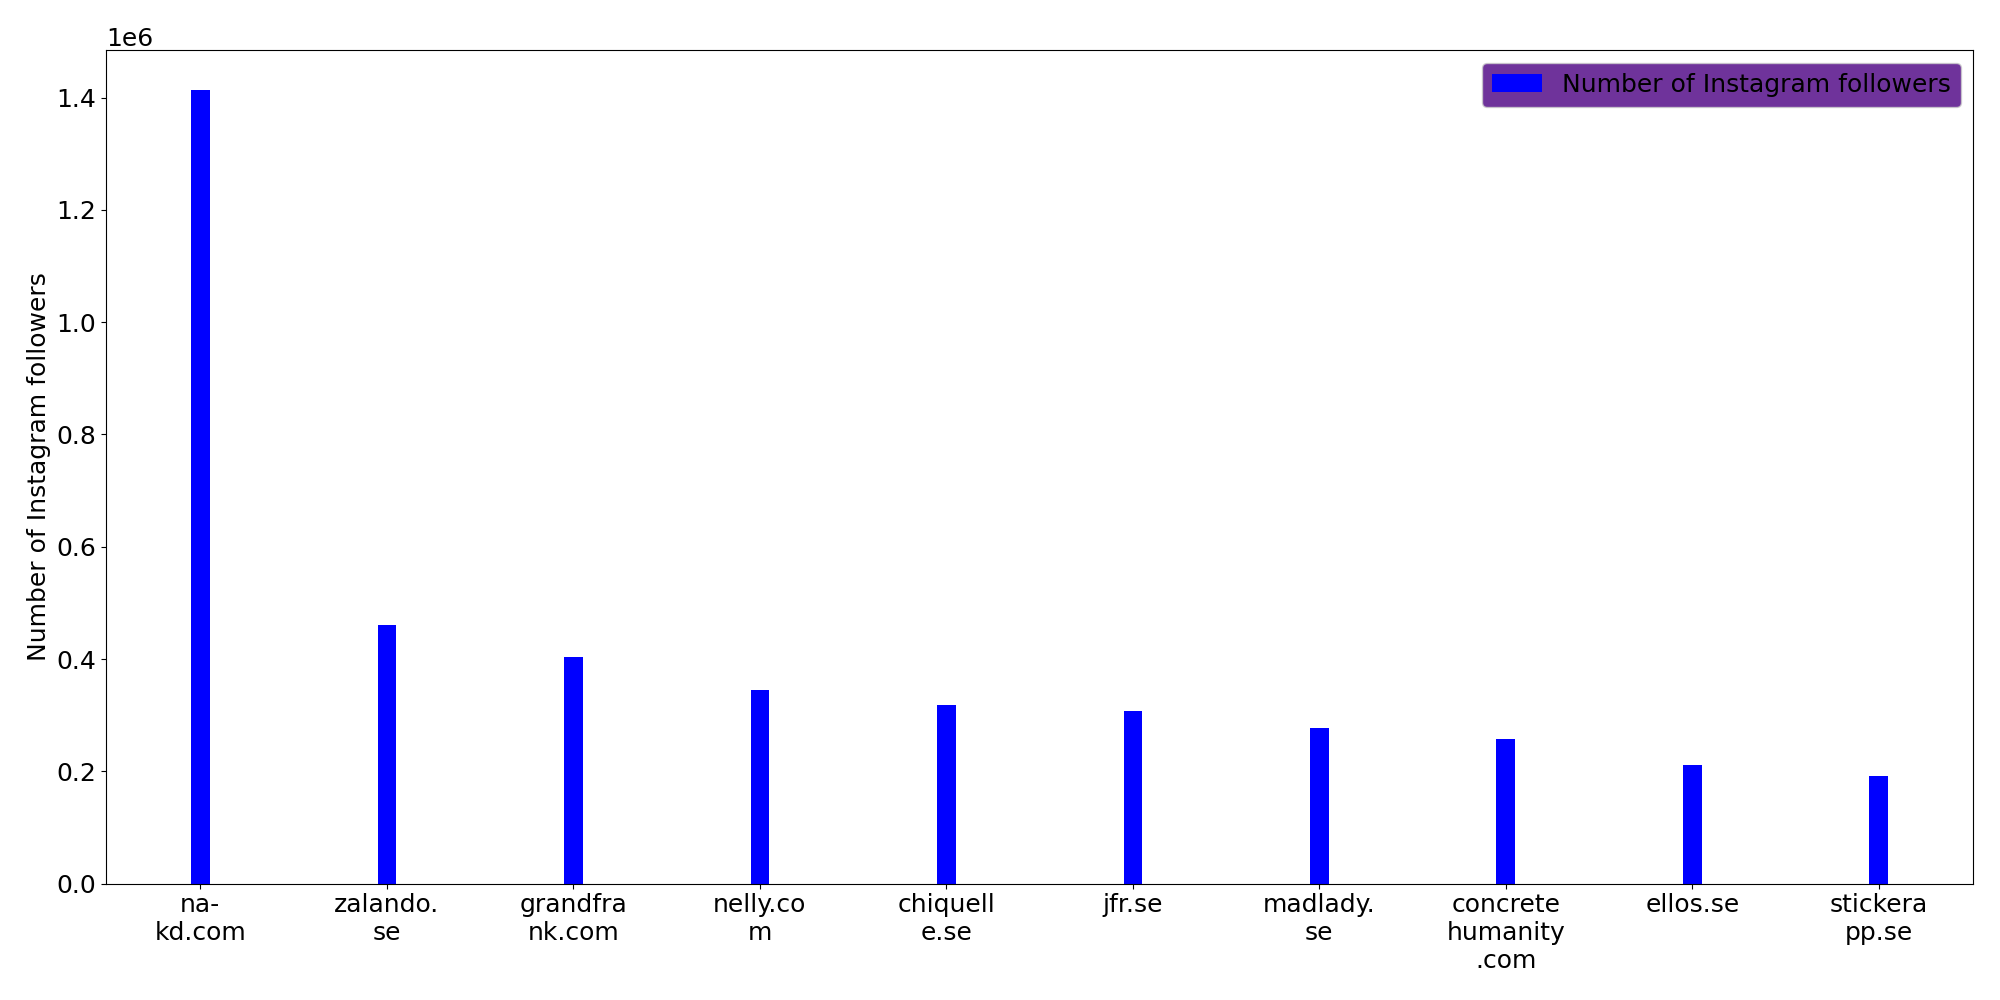 1e6
Number of Instagram followers
1.4
1.2
1.0
0.8
0.6
0.4
0.2
0.0
Number of Instagram followers
na-
kd.com
zalando.
se
grandfra
nk.com
nelly.co
m
chiquell
e.se
jfr.se
madlady.
se
concrete
humanity
.com
ellos.se
stickera
pp.se